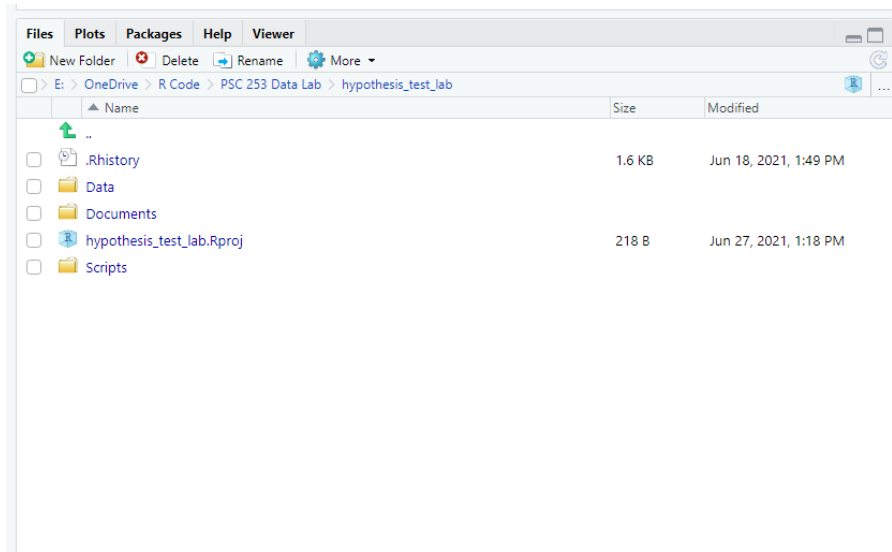 Files Plots Packages Help Viewer
New Folder Delete Rename More
E: > OneDrive > R Code > PSC 253 Data Lab > hypothesis_test_lab R ...
Name Size Modified
..
.Rhistory 1.6 KB Jun 18, 2021, 1:49 PM
Data
Documents
R hypothesis_test_lab.Rproj 218 B Jun 27, 2021, 1:18 PM
Scripts